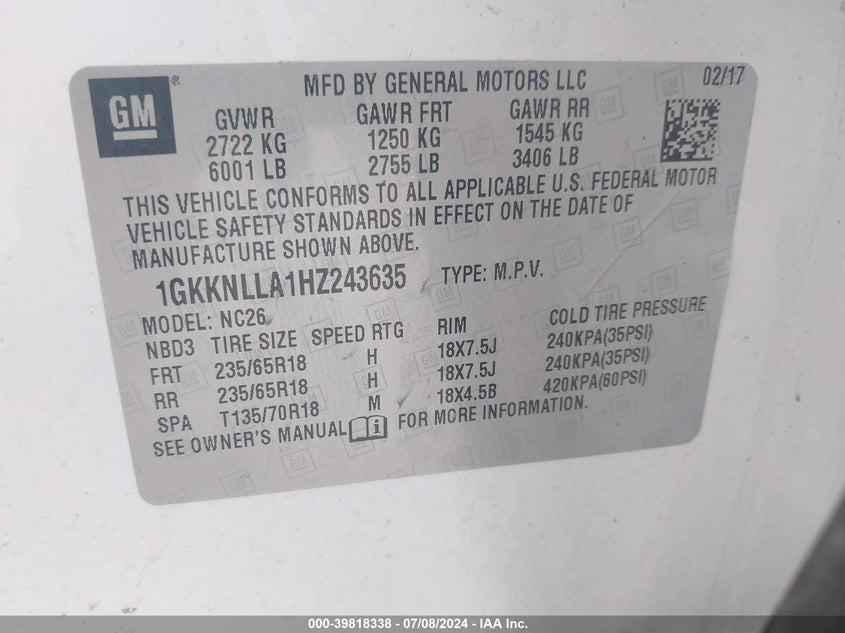 GM ®
MFD BY GENERAL MOTORS LLC 02/17
GVWR GAWR FRT GAWR RR
2722 KG 1250 KG 1545 KG
6001 LB 2755 LB 3406 LB
THIS VEHICLE CONFORMS TO ALL APPLICABLE U.S. FEDERAL MOTOR
VEHICLE SAFETY STANDARDS IN EFFECT ON THE DATE OF
MANUFACTURE SHOWN ABOVE.
1GKKNLLA1HZ243635 TYPE: M.P.V.
MODEL: NC26
NBD3 TIRE SIZE SPEED RTG RIM COLD TIRE PRESSURE
FRT 235/65R18 H 18X7.5J 240KPA(35PSI)
RR 235/65R18 H 18X7.5J 240KPA(35PSI)
SPA T135/70R18 M 18X4.5B 420KPA(60PSI)
SEE OWNER'S MANUAL i FOR MORE INFORMATION.
000-39818338 - 07/08/2024 - IAA Inc.